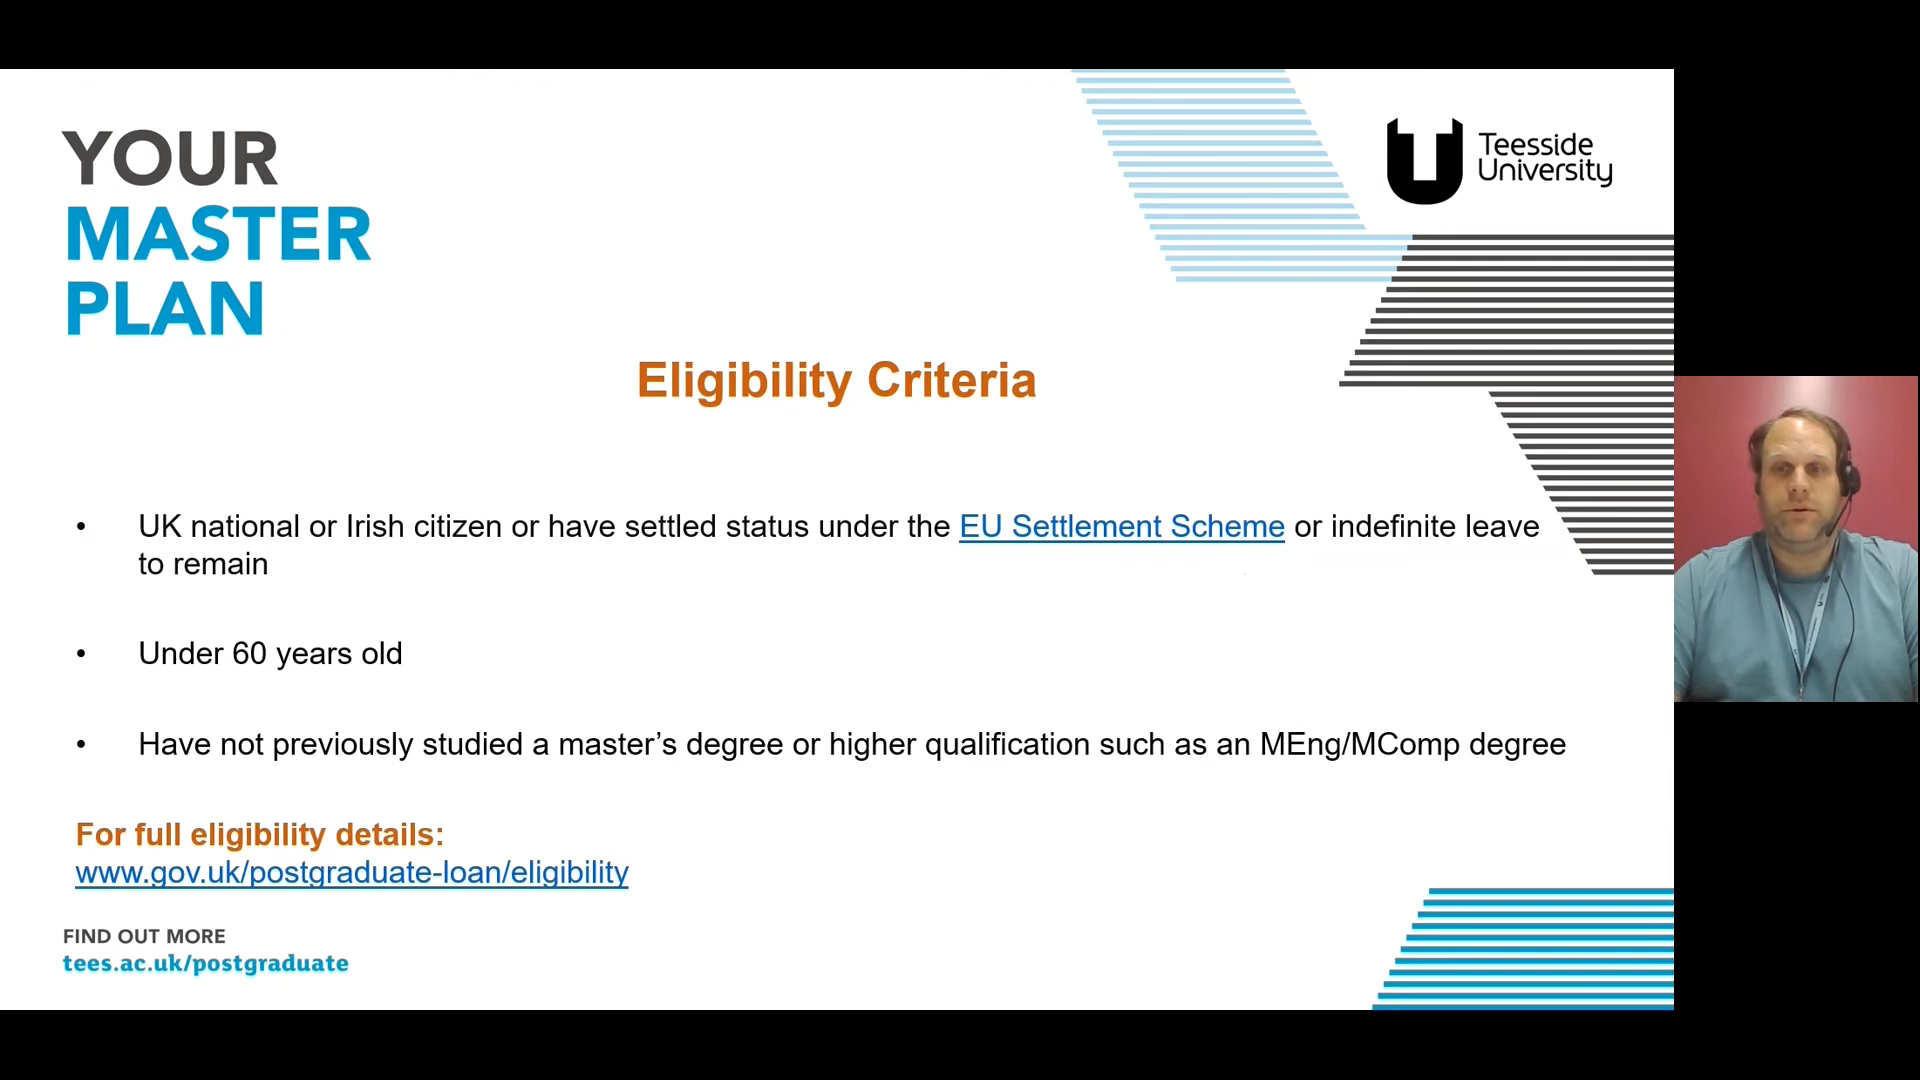 YOUR
MASTER
PLAN
Teesside
University
Eligibility Criteria
• UK national or Irish citizen or have settled status under the EU Settlement Scheme or indefinite leave
to remain
• Under 60 years old
• Have not previously studied a master’s degree or higher qualification such as an MEng/MComp degree
For full eligibility details:
www.gov.uk/postgraduate-loan/eligibility
FIND OUT MORE
tees.ac.uk/postgraduate